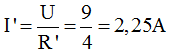 I' = U/R' = 9/4 = 2,25A